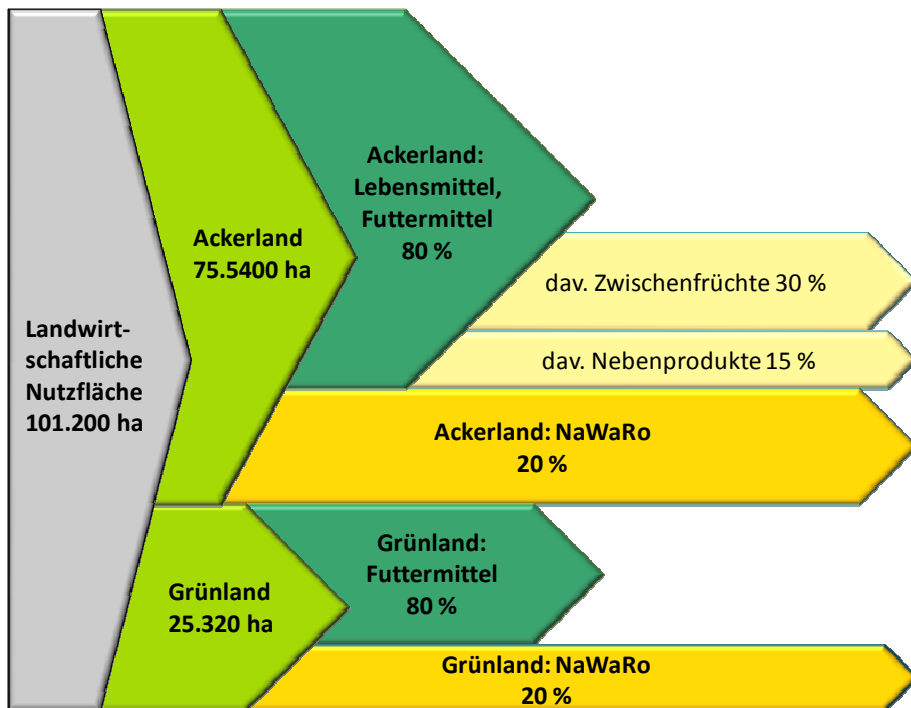 Landwirt-
schaftliche
Nutzfläche
101.200 ha
Ackerland
75.5400 ha
Ackerland:
Lebensmittel,
Futtermittel
80 %
dav. Zwischenfrüchte 30 %
dav. Nebenprodukte 15 %
Ackerland: NaWaRo
20 %
Grünland
25.320 ha
Grünland:
Futtermittel
80 %
Grünland: NaWaRo
20 %